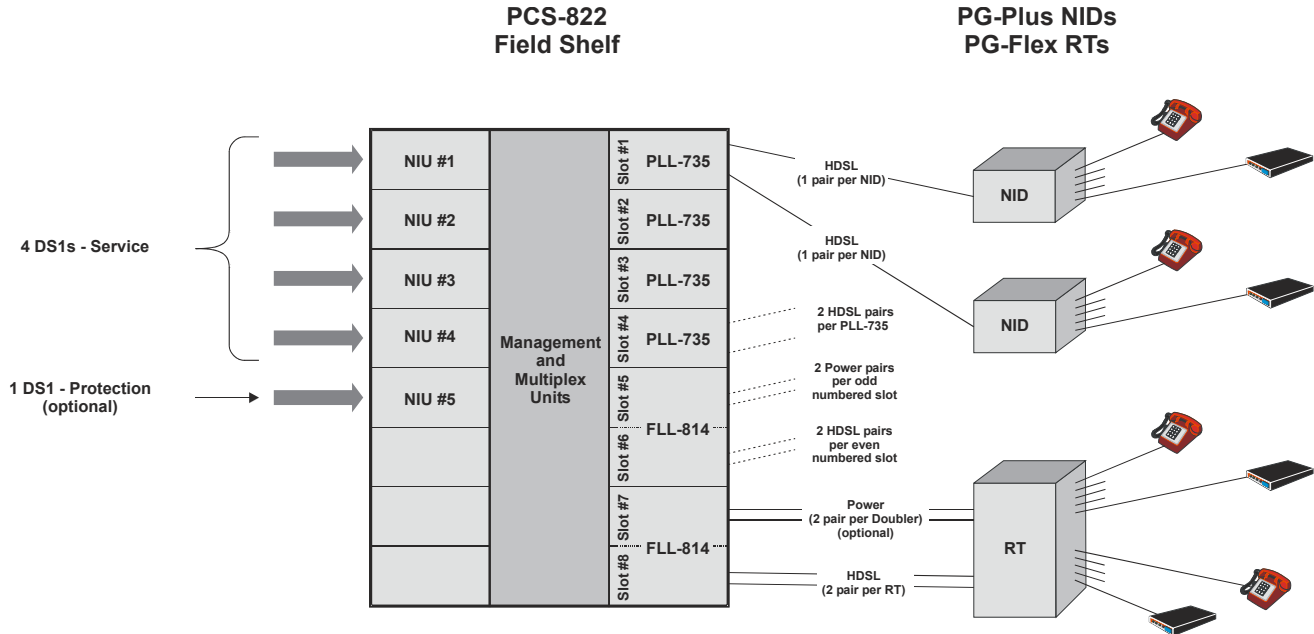 PCS-822
Field Shelf
PG-Plus NIDs
PG-Flex RTs
4 DS1s - Service
1 DS1 - Protection
(optional)
NIU #1
NIU #2
NIU #3
NIU #4
NIU #5
Management
and
Multiplex
Units
Slot #1
PLL-735
Slot #2
PLL-735
Slot #3
PLL-735
Slot #4
PLL-735
Slot #5
Slot #6
FLL-814
Slot #7
Slot #8
FLL-814
HDSL
(1 pair per NID)
HDSL
(1 pair per NID)
2 HDSL pairs
per PLL-735
2 Power pairs
per odd
numbered slot
2 HDSL pairs
per even
numbered slot
Power
(2 pair per Doubler)
(optional)
HDSL
(2 pair per RT)
NID
NID
RT